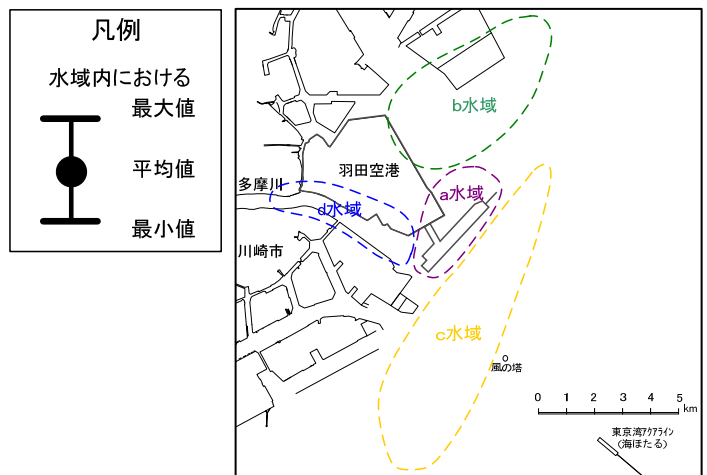 凡例
水域内における
最大値
平均値
最小値
b水域
羽田空港
多摩川
a水域
d水域
川崎市
c水域
風の塔
0 1 2 3 4 5
km
東京湾アクアライン
(海ほたる)